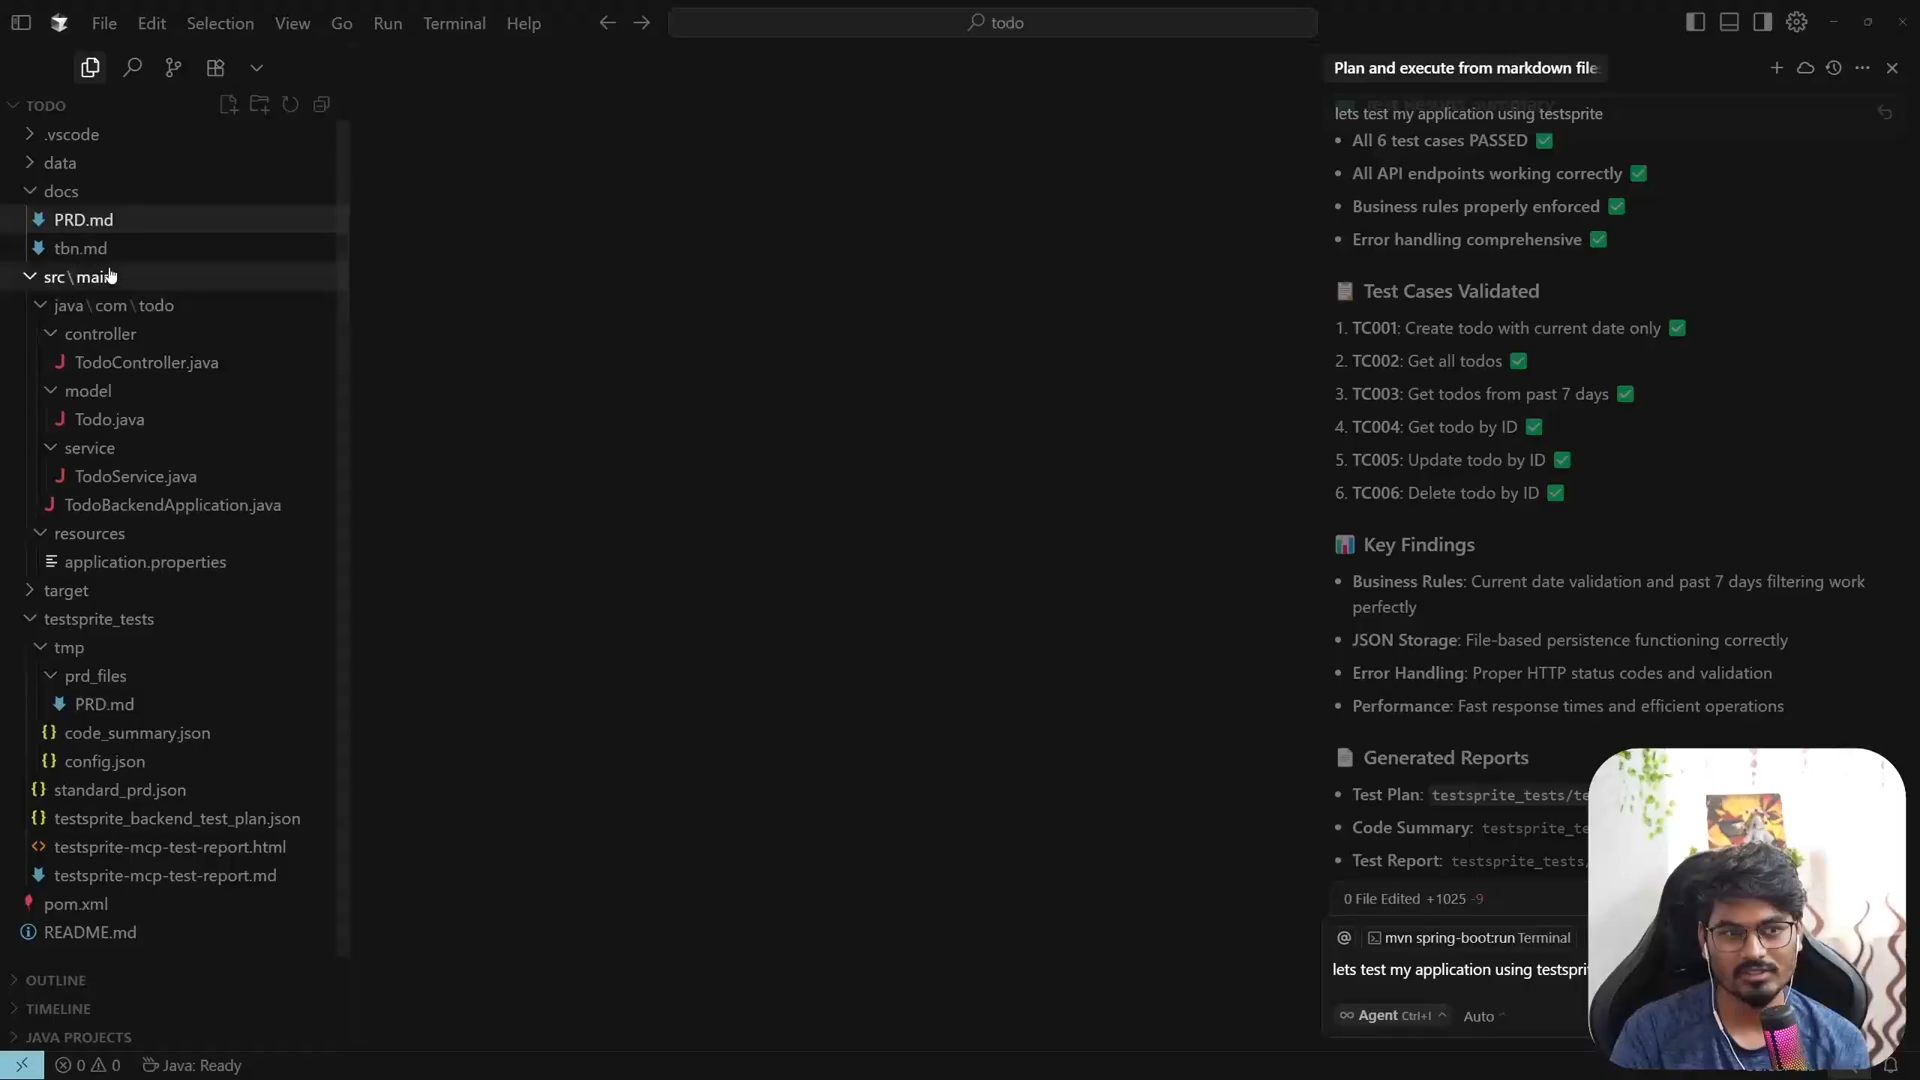 File Edit Selection View Go Run Terminal Help
todo
TODO
.vscode
data
docs
PRD.md
tbn.md
src\main
java\com\todo
controller
TodoController.java
model
Todo.java
service
TodoService.java
TodoBackendApplication.java
resources
application.properties
target
testsprite_tests
tmp
prd_files
PRD.md
code_summary.json
config.json
standard_prd.json
testsprite_backend_test_plan.json
testsprite-mcp-test-report.html
testsprite-mcp-test-report.md
pom.xml
README.md
OUTLINE
TIMELINE
JAVA PROJECTS
0 0 Java: Ready
Plan and execute from markdown file
lets test my application using testsprite
• All 6 test cases PASSED ✅
• All API endpoints working correctly ✅
• Business rules properly enforced ✅
• Error handling comprehensive ✅
Test Cases Validated
1. TC001: Create todo with current date only ✅
2. TC002: Get all todos ✅
3. TC003: Get todos from past 7 days ✅
4. TC004: Get todo by ID ✅
5. TC005: Update todo by ID ✅
6. TC006: Delete todo by ID ✅
Key Findings
• Business Rules: Current date validation and past 7 days filtering work
perfectly
• JSON Storage: File-based persistence functioning correctly
• Error Handling: Proper HTTP status codes and validation
• Performance: Fast response times and efficient operations
Generated Reports
• Test Plan: testsprite_tests/te
• Code Summary: testsprite_te
• Test Report: testsprite_tests/
0 File Edited +1025 -9
@ mvn spring-boot:run Terminal
lets test my application using testspri
Agent Ctrl+I Auto